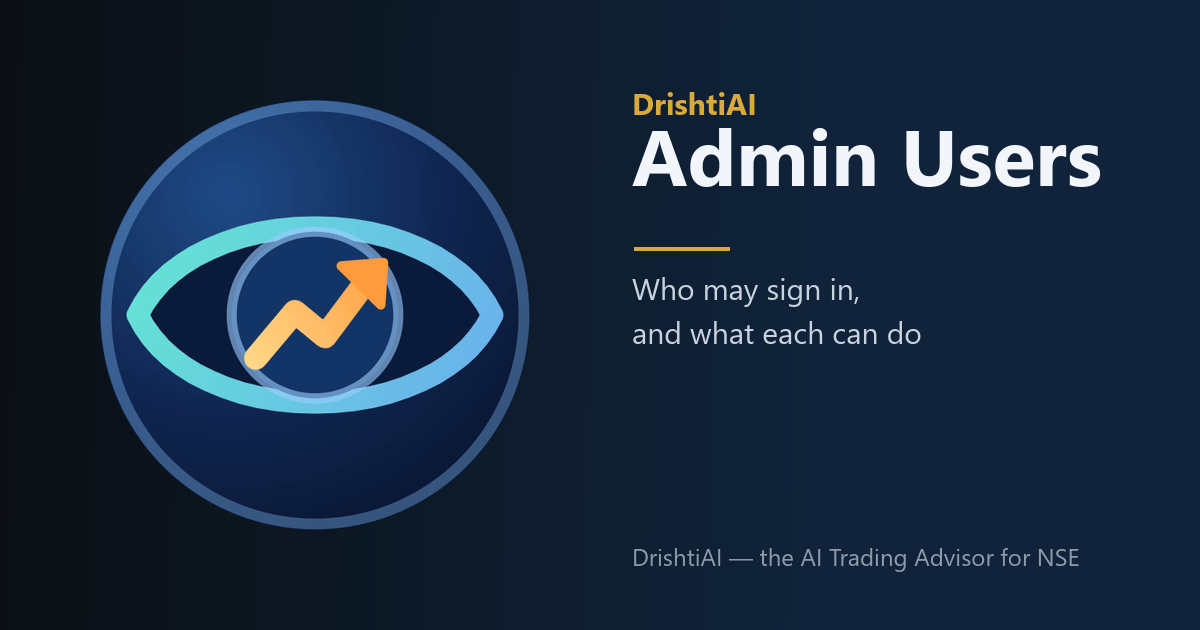 DrishtiAI
Admin Users
Who may sign in,
and what each can do
DrishtiAI — the AI Trading Advisor for NSE